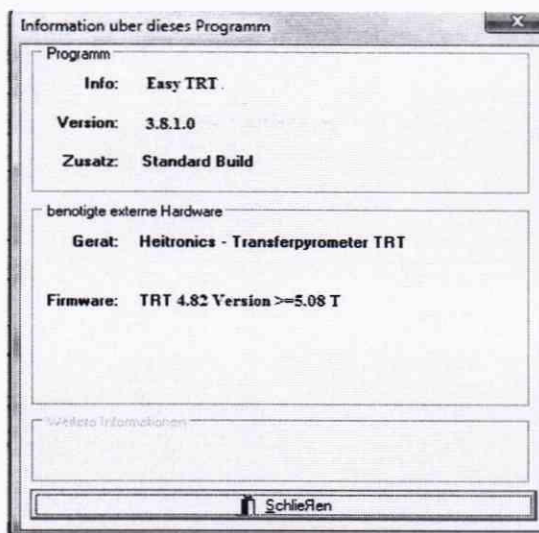 Information uber dieses Programm
Programm
Info: Easy TRT
Version: 3.8.1.0
Zusatz: Standard Build
benotigte externe Hardware
Gerat: Heitronics - Transferpyrometer TRT
Firmware: TRT 4.82 Version >=5.08 T
Weitere Informationen
SchlieЯen